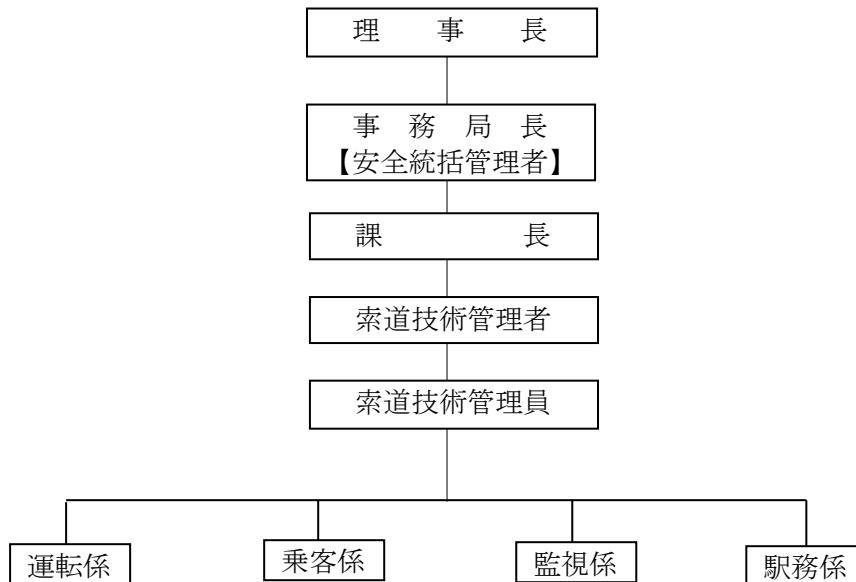 理事長
事務局長
【安全統括管理者】
課長
索道技術管理者
索道技術管理員
運転係
乗客係
監視係
駅務係